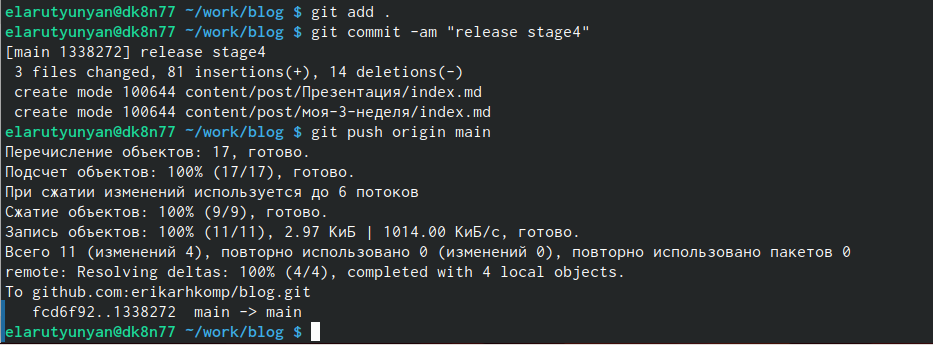 elarutyunyan@dk8n77 ~/work/blog $ git add .
elarutyunyan@dk8n77 ~/work/blog $ git commit -am "release stage4"
[main 1338272] release stage4
 3 files changed, 81 insertions(+), 14 deletions(-)
 create mode 100644 content/post/Презентация/index.md
 create mode 100644 content/post/моя-3-неделя/index.md
elarutyunyan@dk8n77 ~/work/blog $ git push origin main
Перечисление объектов: 17, готово.
Подсчет объектов: 100% (17/17), готово.
При сжатии изменений используется до 6 потоков
Сжатие объектов: 100% (9/9), готово.
Запись объектов: 100% (11/11), 2.97 КиБ | 1014.00 КиБ/с, готово.
Всего 11 (изменений 4), повторно использовано 0 (изменений 0), повторно использовано пакетов 0
remote: Resolving deltas: 100% (4/4), completed with 4 local objects.
To github.com:erikarhkomp/blog.git
   fcd6f92..1338272  main -> main
elarutyunyan@dk8n77 ~/work/blog $